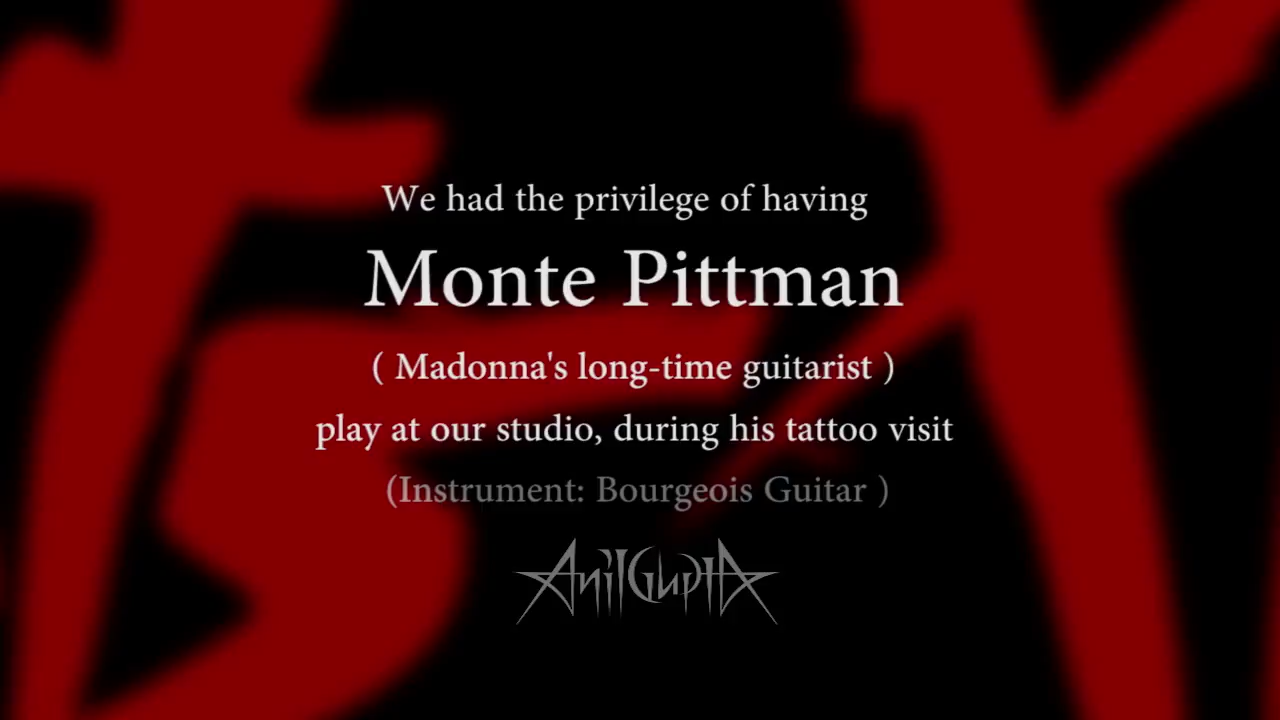 We had the privilege of having
Monte Pittman
( Madonna's long-time guitarist )
play at our studio, during his tattoo visit
(Instrument: Bourgeois Guitar )
AnilGupta